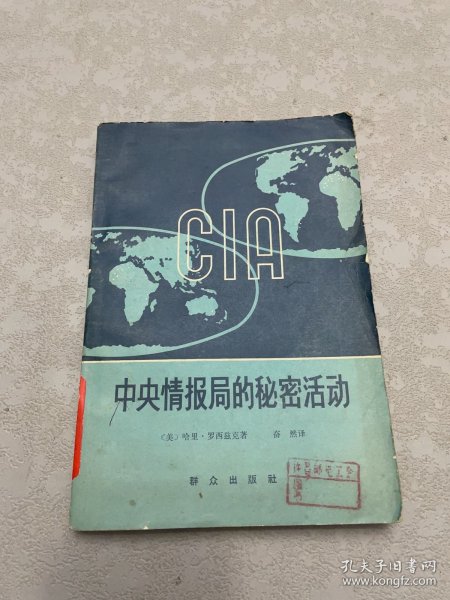 CIA
中央情报局的秘密活动
〔美〕哈里·罗西兹克著 奋然译
群众出版社
孔夫子旧书网
www.kongfz.com